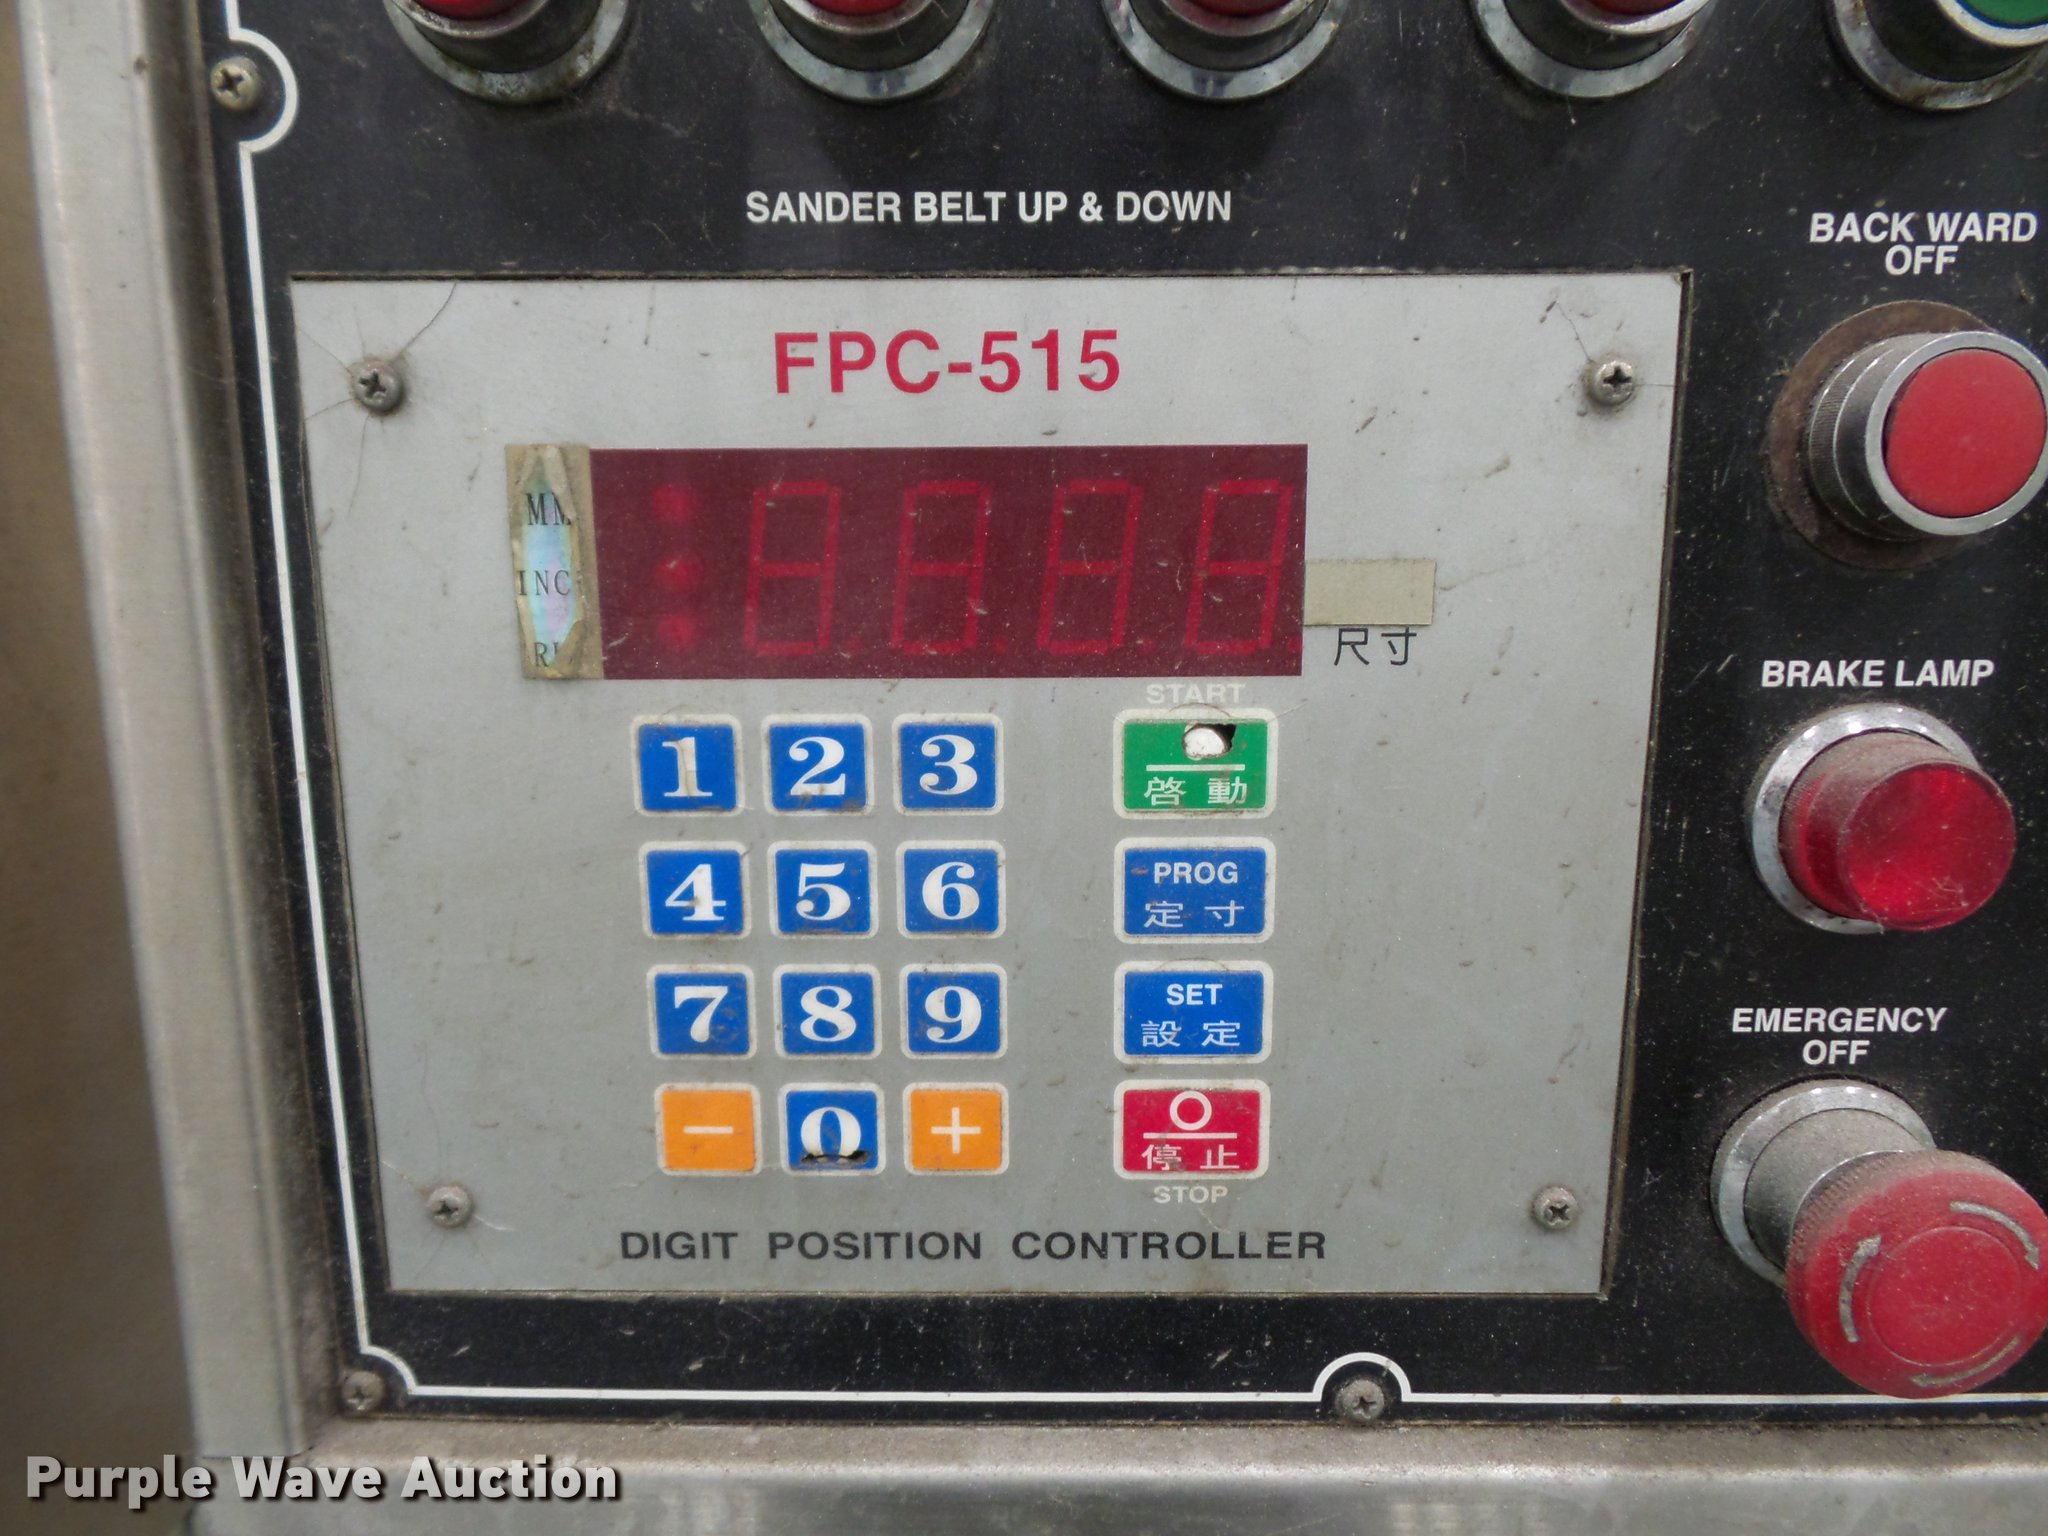 SANDER BELT UP & DOWN
BACK WARD
OFF
FPC-515
MM
INC
尺寸
BRAKE LAMP
START
1 2 3
啓動
4 5 6
PROG
定寸
7 8 9
SET
設定
EMERGENCY
OFF
- 0 +
停止
STOP
DIGIT POSITION CONTROLLER
Purple Wave Auction